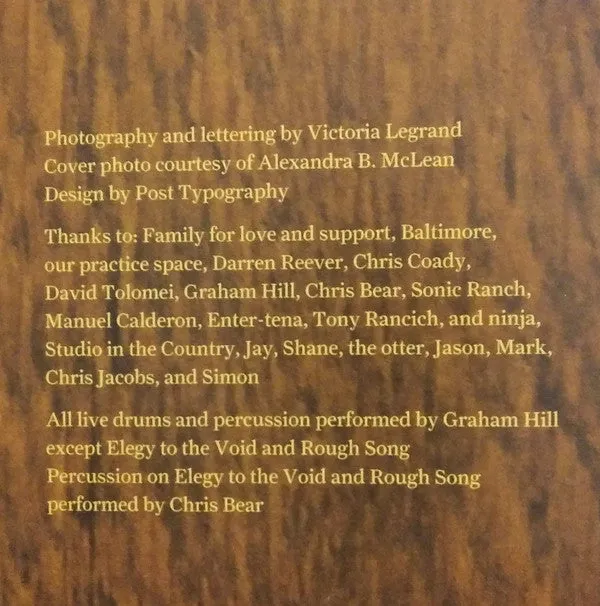 Photography and lettering by Victoria Legrand
Cover photo courtesy of Alexandra B. McLean
Design by Post Typography
Thanks to: Family for love and support, Baltimore,
our practice space, Darren Reever, Chris Coady,
David Tolomei, Graham Hill, Chris Bear, Sonic Ranch,
Manuel Calderon, Enter-tena, Tony Rancich, and ninja,
Studio in the Country, Jay, Shane, the otter, Jason, Mark,
Chris Jacobs, and Simon
All live drums and percussion performed by Graham Hill
except Elegy to the Void and Rough Song
Percussion on Elegy to the Void and Rough Song
performed by Chris Bear